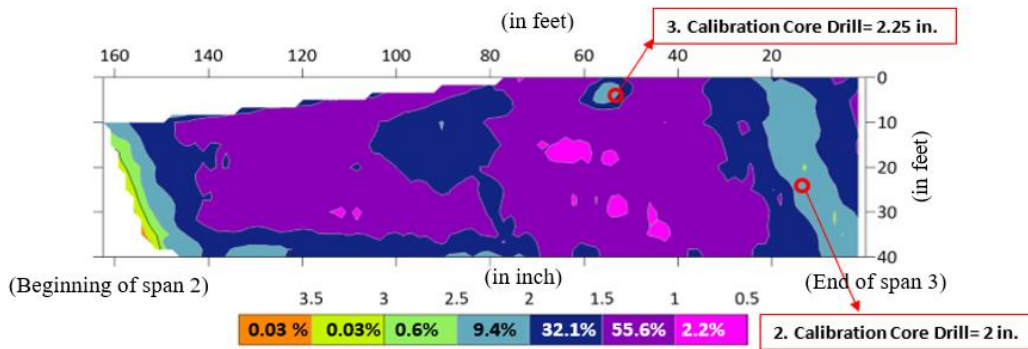 (in feet)
3. Calibration Core Drill= 2.25 in.
160 140 120 100 80 60 40 20
0
10
20
30
40
(in feet)
(Beginning of span 2)
(in inch)
(End of span 3)
3.5 3 2.5 2 1.5 1 0.5
0.03 % 0.03% 0.6% 9.4% 32.1% 55.6% 2.2%
2. Calibration Core Drill= 2 in.